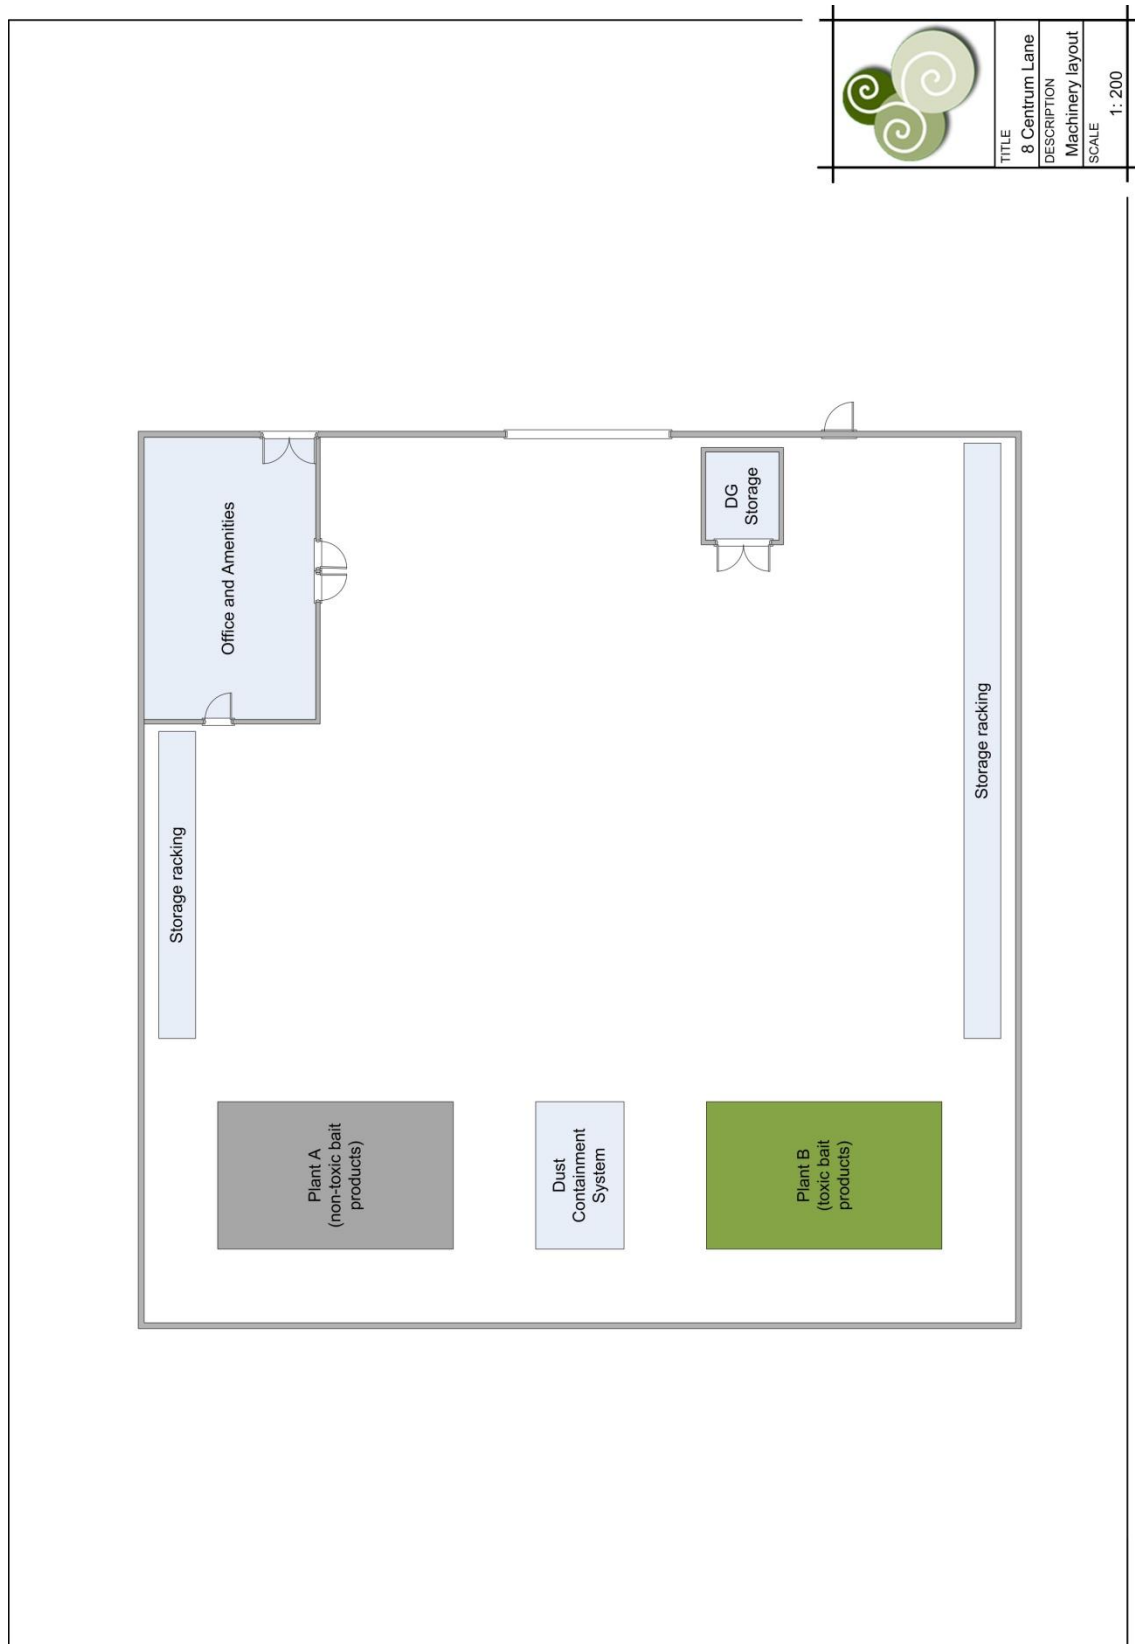 TITLE
8 Centrum Lane
DESCRIPTION
Machinery layout
SCALE
1: 200
Office and Amenities
DG
Storage
Storage racking
Storage racking
Plant A
(non-toxic bait
products)
Dust
Containment
System
Plant B
(toxic bait
products)